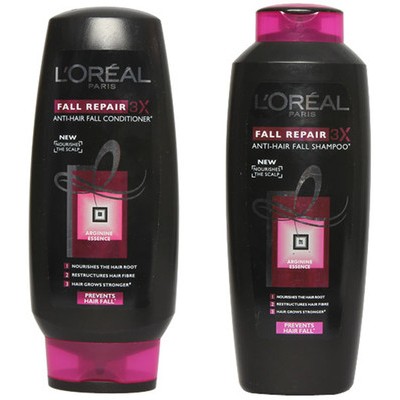 L'ORÉAL
PARIS
FALL REPAIR 3X
ANTI-HAIR FALL CONDITIONER*
NEW
NOURISHES
THE SCALP
ARGININE
ESSENCE
1 NOURISHES THE HAIR ROOT
2 RESTRUCTURES HAIR FIBRE
3 HAIR GROWS STRONGER*
PREVENTS
HAIR FALL*
L'ORÉAL
PARIS
FALL REPAIR 3X
ANTI-HAIR FALL SHAMPOO*
NEW
NOURISHES
THE SCALP
ARGININE
ESSENCE
1 NOURISHES THE HAIR ROOT
2 RESTRUCTURES HAIR FIBRE
3 HAIR GROWS STRONGER*
PREVENTS
HAIR FALL*